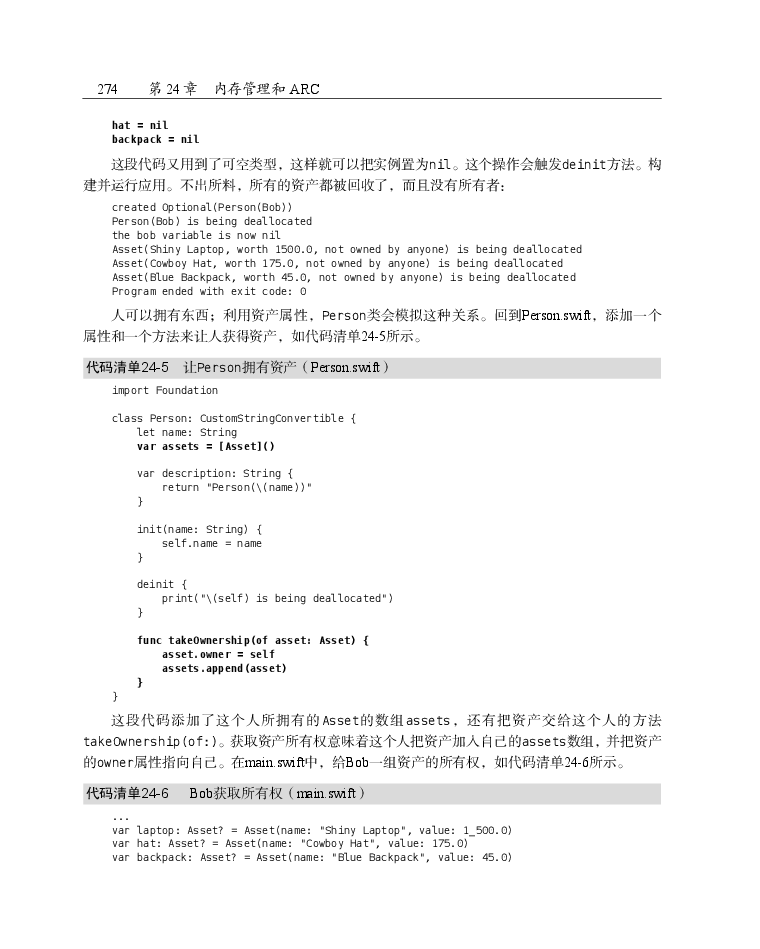 274 第 24 章 内存管理和 ARC
hat = nil
backpack = nil
这段代码又用到了可空类型，这样就可以把实例置为nil。这个操作会触发deinit方法。构
建并运行应用。不出所料，所有的资产都被回收了，而且没有所有者：
created Optional(Person(Bob))
Person(Bob) is being deallocated
the bob variable is now nil
Asset(Shiny Laptop, worth 1500.0, not owned by anyone) is being deallocated
Asset(Cowboy Hat, worth 175.0, not owned by anyone) is being deallocated
Asset(Blue Backpack, worth 45.0, not owned by anyone) is being deallocated
Program ended with exit code: 0
人可以拥有东西；利用资产属性，Person类会模拟这种关系。回到Person.swift，添加一个
属性和一个方法来让人获得资产，如代码清单24-5所示。
代码清单24-5 让Person拥有资产（Person.swift）
import Foundation
class Person: CustomStringConvertible {
let name: String
var assets = [Asset]()
var description: String {
return "Person(\(name))"
}
init(name: String) {
self.name = name
}
deinit {
print("\(self) is being deallocated")
}
func takeOwnership(of asset: Asset) {
asset.owner = self
assets.append(asset)
}
}
这段代码添加了这个人所拥有的Asset的数组assets，还有把资产交给这个人的方法
takeOwnership(of:)。获取资产所有权意味着这个人把资产加入自己的assets数组，并把资产
的owner属性指向自己。在main.swift中，给Bob一组资产的所有权，如代码清单24-6所示。
代码清单24-6 Bob获取所有权（main.swift）
...
var laptop: Asset? = Asset(name: "Shiny Laptop", value: 1_500.0)
var hat: Asset? = Asset(name: "Cowboy Hat", value: 175.0)
var backpack: Asset? = Asset(name: "Blue Backpack", value: 45.0)